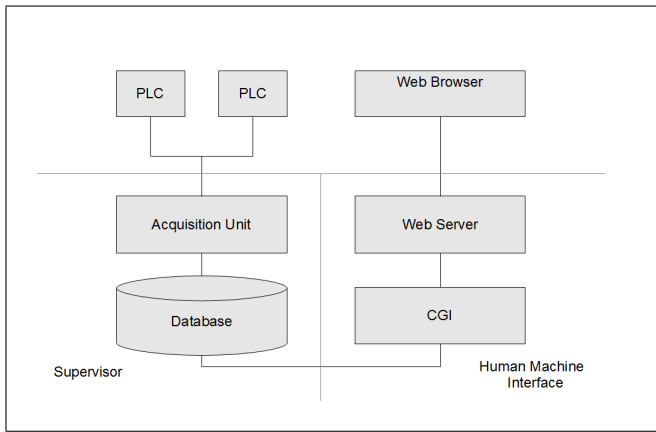 PLC
PLC
Web Browser
Acquisition Unit
Web Server
Database
CGI
Supervisor
Human Machine
Interface